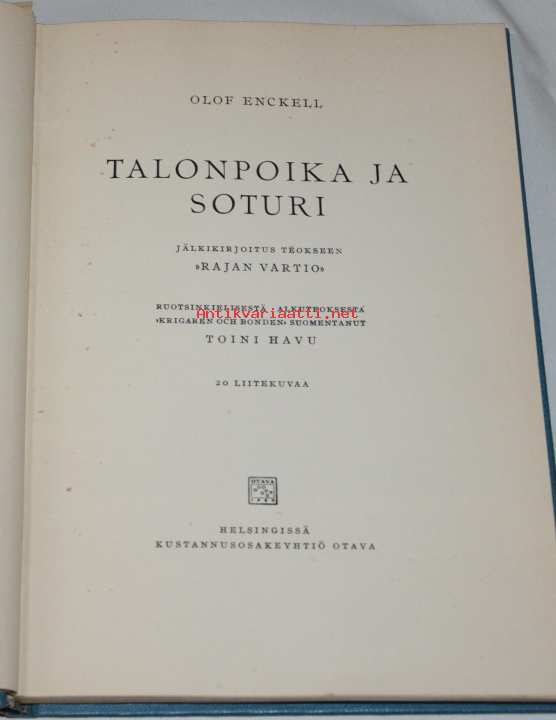 OLOF ENCKELL
TALONPOIKA JA
SOTURI
JÄLKIKIRJOITUS TEOKSEEN
»RAJAN VARTIO»
RUOTSINKIELISESTÄ ALKUTEOKSESTA
Antikvariaatti.net
»KRIGAREN OCH BONDEN» SUOMENTANUT
TOINI HAVU
20 LIITEKUVAA
OTAVA
1890
HELSINGISSÄ
KUSTANNUSOSAKEYHTIÖ OTAVA